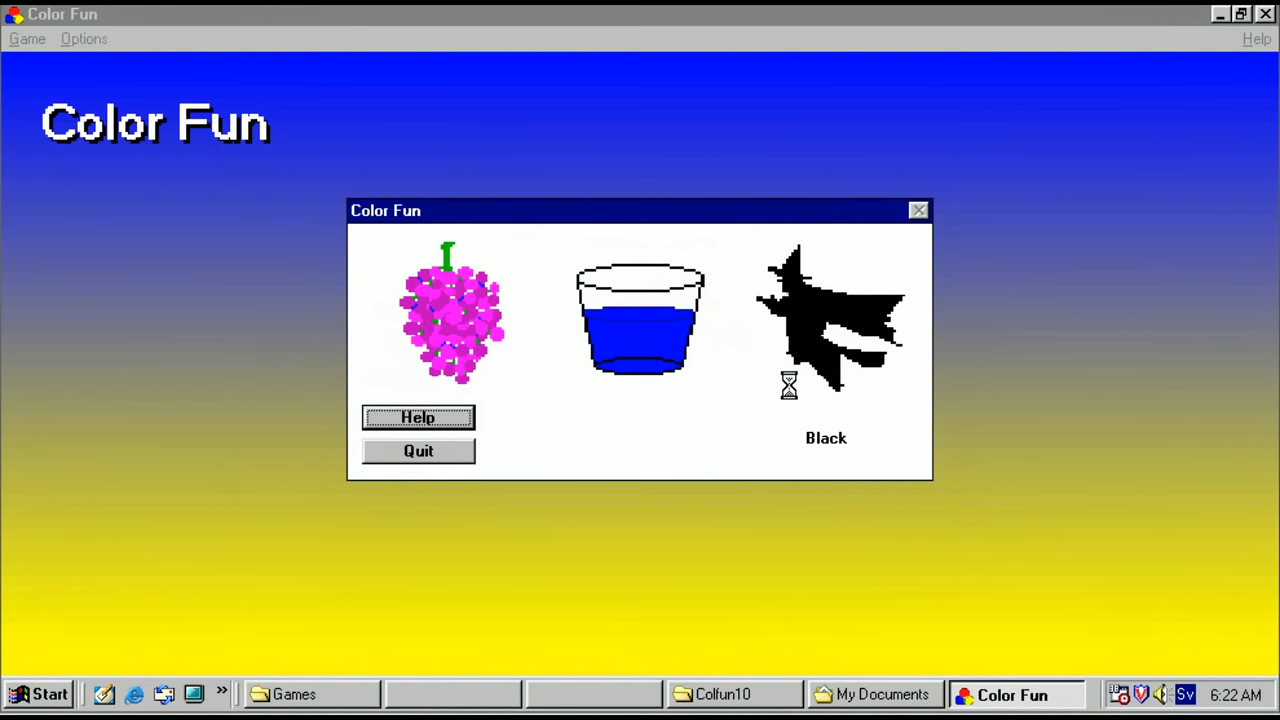 Color Fun
Game Options Help
Color Fun
Color Fun
Help
Quit
Black
Start » Games Colfun10 My Documents Color Fun Sv 6:22 AM